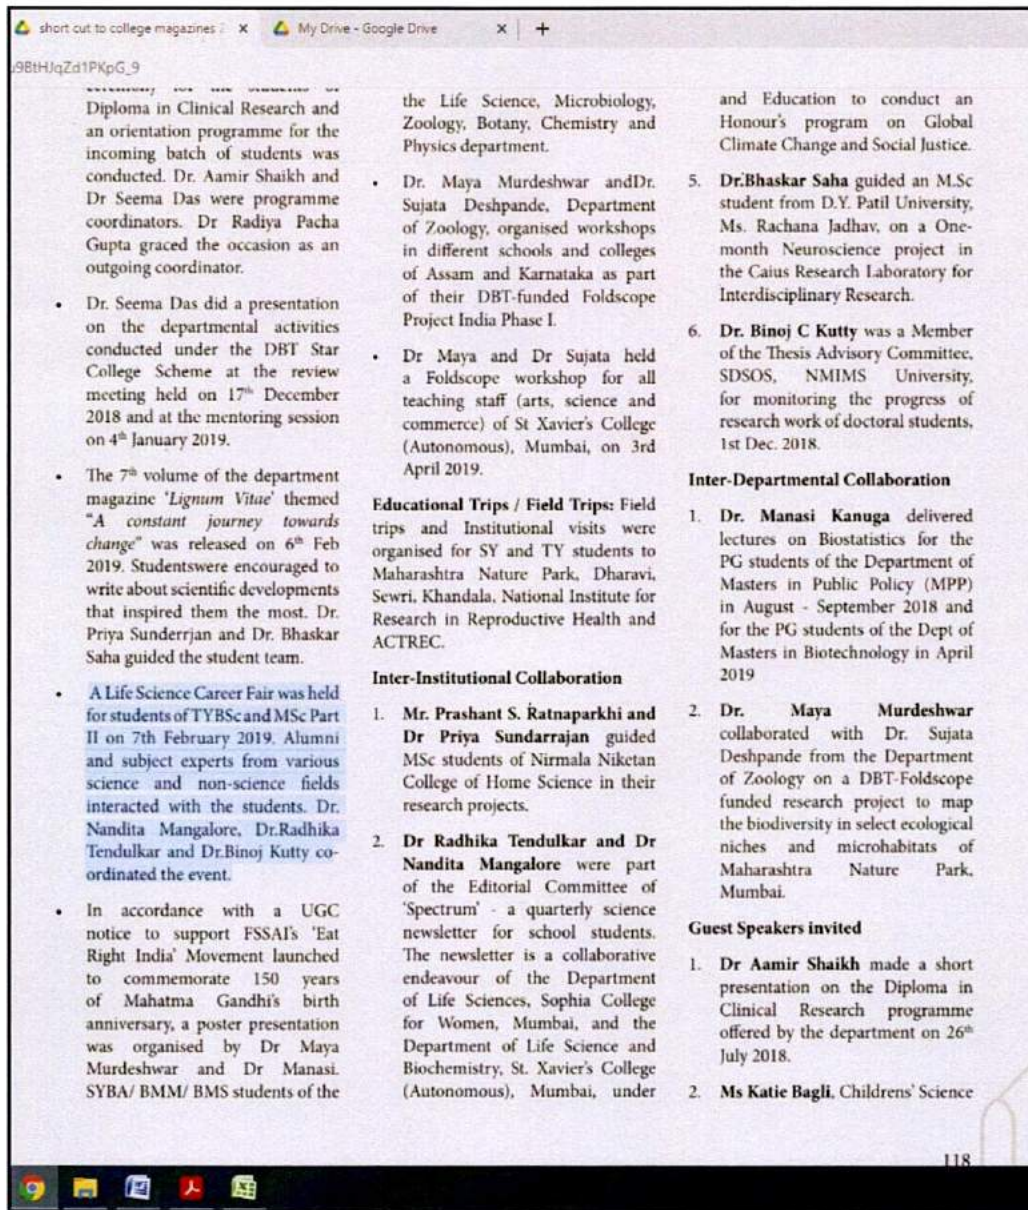 short cut to college magazines
My Drive - Google Drive
9BtHJqZd1PKpG_9
Diploma in Clinical Research and
an orientation programme for the
incoming batch of students was
conducted. Dr. Aamir Shaikh and
Dr Seema Das were programme
coordinators. Dr Radiya Pacha
Gupta graced the occasion as an
outgoing coordinator.
• Dr. Seema Das did a presentation
on the departmental activities
conducted under the DBT Star
College Scheme at the review
meeting held on 17th December
2018 and at the mentoring session
on 4th January 2019.
• The 7th volume of the department
magazine 'Lignum Vitae' themed
"A constant journey towards
change" was released on 6th Feb
2019. Studentswere encouraged to
write about scientific developments
that inspired them the most. Dr.
Priya Sunderrjan and Dr. Bhaskar
Saha guided the student team.
• A Life Science Career Fair was held
for students of TYBSc and MSc Part
II on 7th February 2019. Alumni
and subject experts from various
science and non-science fields
interacted with the students. Dr.
Nandita Mangalore, Dr.Radhika
Tendulkar and Dr.Binoj Kutty co-
ordinated the event.
• In accordance with a UGC
notice to support FSSAI's 'Eat
Right India' Movement launched
to commemorate 150 years
of Mahatma Gandhi's birth
anniversary, a poster presentation
was organised by Dr Maya
Murdeshwar and Dr Manasi.
SYBA/ BMM/ BMS students of the
the Life Science, Microbiology,
Zoology, Botany, Chemistry and
Physics department.
• Dr. Maya Murdeshwar andDr.
Sujata Deshpande, Department
of Zoology, organised workshops
in different schools and colleges
of Assam and Karnataka as part
of their DBT-funded Foldscope
Project India Phase I.
• Dr Maya and Dr Sujata held
a Foldscope workshop for all
teaching staff (arts, science and
commerce) of St Xavier's College
(Autonomous), Mumbai, on 3rd
April 2019.
Educational Trips / Field Trips: Field
trips and Institutional visits were
organised for SY and TY students to
Maharashtra Nature Park, Dharavi,
Sewri, Khandala, National Institute for
Research in Reproductive Health and
ACTREC.
Inter-Institutional Collaboration
1. Mr. Prashant S. Ratnaparkhi and
Dr Priya Sundarrajan guided
MSc students of Nirmala Niketan
College of Home Science in their
research projects.
2. Dr Radhika Tendulkar and Dr
Nandita Mangalore were part
of the Editorial Committee of
'Spectrum' - a quarterly science
newsletter for school students.
The newsletter is a collaborative
endeavour of the Department
of Life Sciences, Sophia College
for Women, Mumbai, and the
Department of Life Science and
Biochemistry, St. Xavier's College
(Autonomous), Mumbai, under
and Education to conduct an
Honour's program on Global
Climate Change and Social Justice.
5. Dr.Bhaskar Saha guided an M.Sc
student from D.Y. Patil University,
Ms. Rachana Jadhav, on a One-
month Neuroscience project in
the Caius Research Laboratory for
Interdisciplinary Research.
6. Dr. Binoj C Kutty was a Member
of the Thesis Advisory Committee,
SDSOS, NMIMS University,
for monitoring the progress of
research work of doctoral students,
1st Dec. 2018.
Inter-Departmental Collaboration
1. Dr. Manasi Kanuga delivered
lectures on Biostatistics for the
PG students of the Department of
Masters in Public Policy (MPP)
in August - September 2018 and
for the PG students of the Dept of
Masters in Biotechnology in April
2019
2. Dr. Maya Murdeshwar
collaborated with Dr. Sujata
Deshpande from the Department
of Zoology on a DBT-Foldscope
funded research project to map
the biodiversity in select ecological
niches and microhabitats of
Maharashtra Nature Park,
Mumbai.
Guest Speakers invited
1. Dr Aamir Shaikh made a short
presentation on the Diploma in
Clinical Research programme
offered by the department on 26th
July 2018.
2. Ms Katie Bagli, Childrens' Science
118